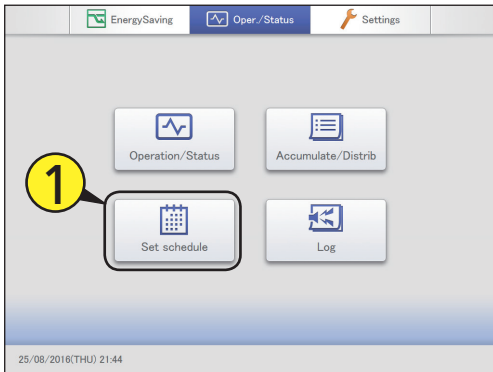 EnergySaving
Oper./Status
Settings
Operation/Status
Accumulate/Distrib
1
Set schedule
Log
25/08/2016(THU) 21:44